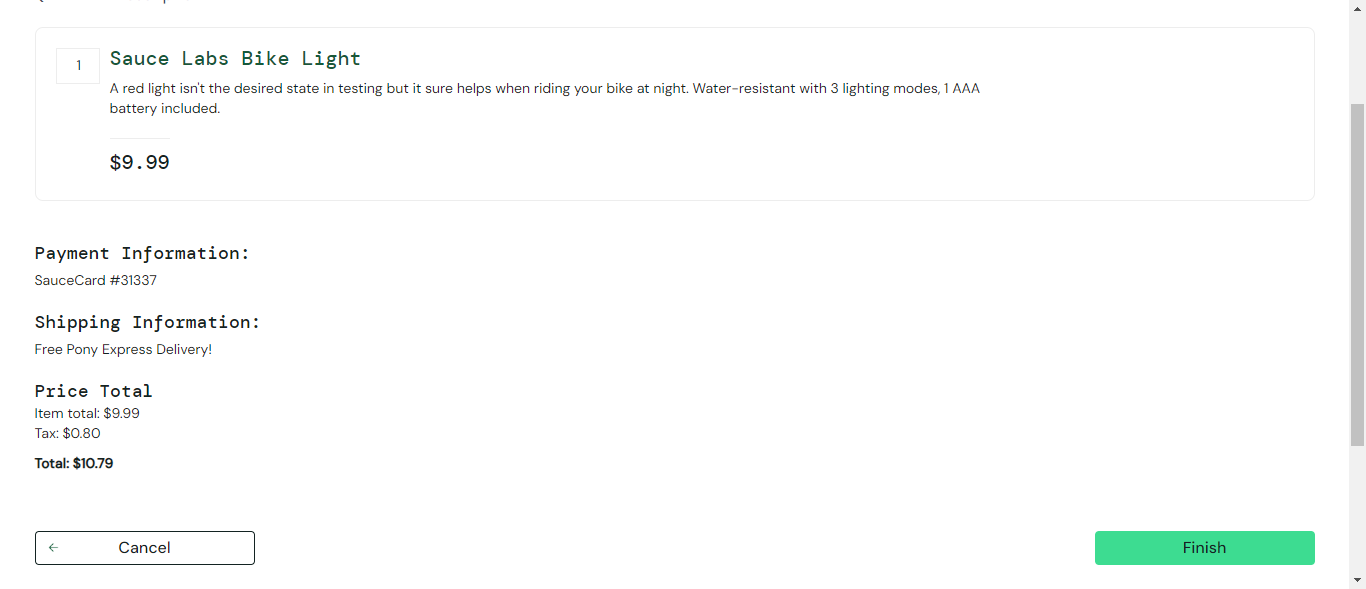 1
Sauce Labs Bike Light
A red light isn't the desired state in testing but it sure helps when riding your bike at night. Water-resistant with 3 lighting modes, 1 AAA
battery included.
$9.99
Payment Information:
SauceCard #31337
Shipping Information:
Free Pony Express Delivery!
Price Total
Item total: $9.99
Tax: $0.80
Total: $10.79
Cancel
Finish